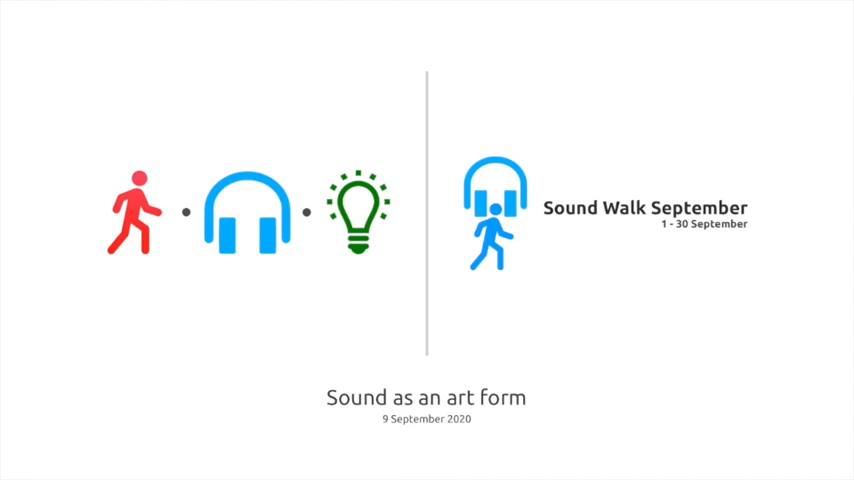 Sound Walk September
1 - 30 September
Sound as an art form
9 September 2020